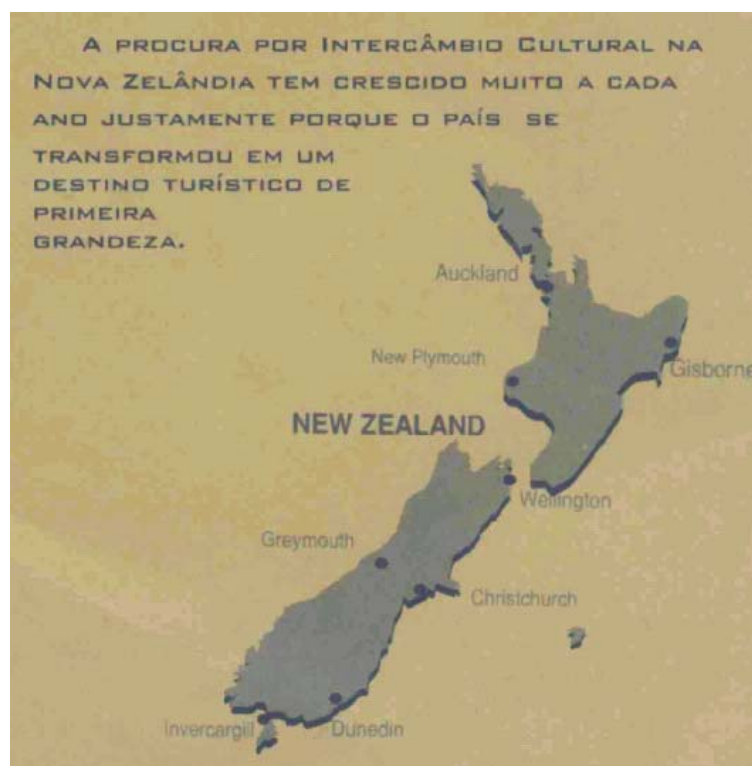 A PROCURA POR INTERCÂMBIO CULTURAL NA
NOVA ZELÂNDIA TEM CRESCIDO MUITO A CADA
ANO JUSTAMENTE PORQUE O PAÍS SE
TRANSFORMOU EM UM
DESTINO TURÍSTICO DE
PRIMEIRA
GRANDEZA.
Auckland
New Plymouth
Gisborne
NEW ZEALAND
Wellington
Greymouth
Christchurch
Invercargill
Dunedin